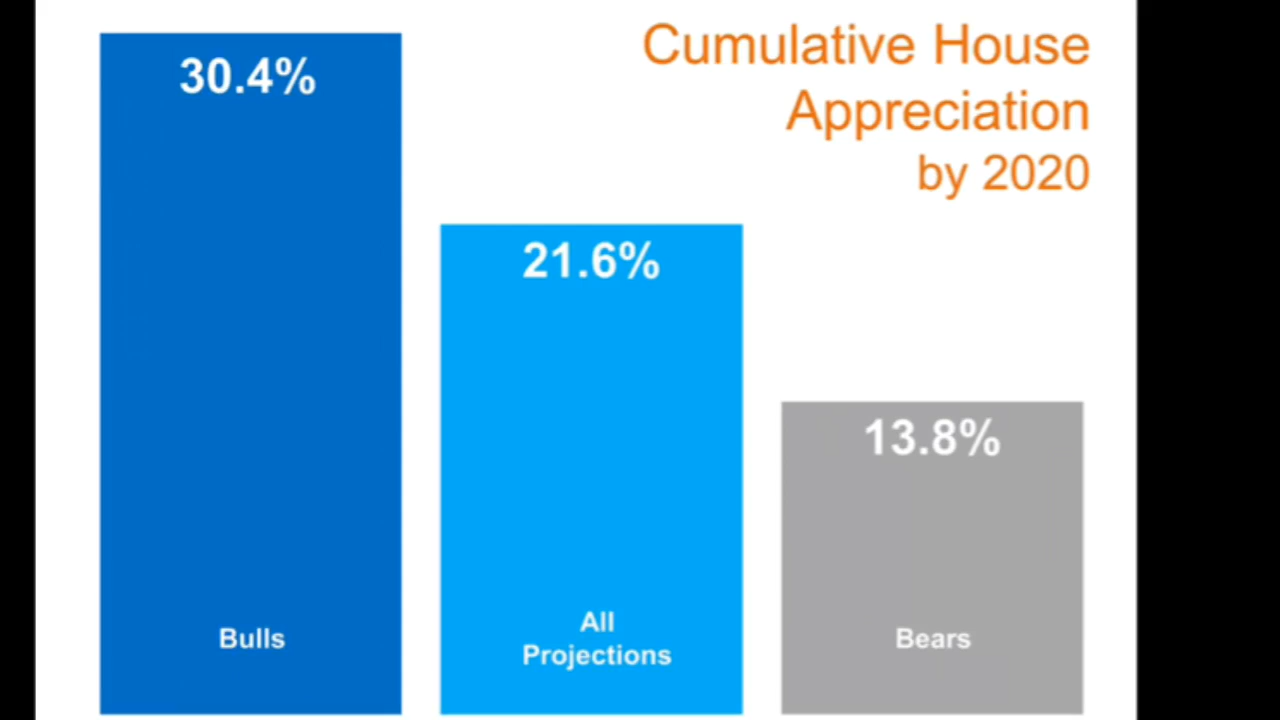 Cumulative House
Appreciation
by 2020
30.4%
Bulls
21.6%
All
Projections
13.8%
Bears